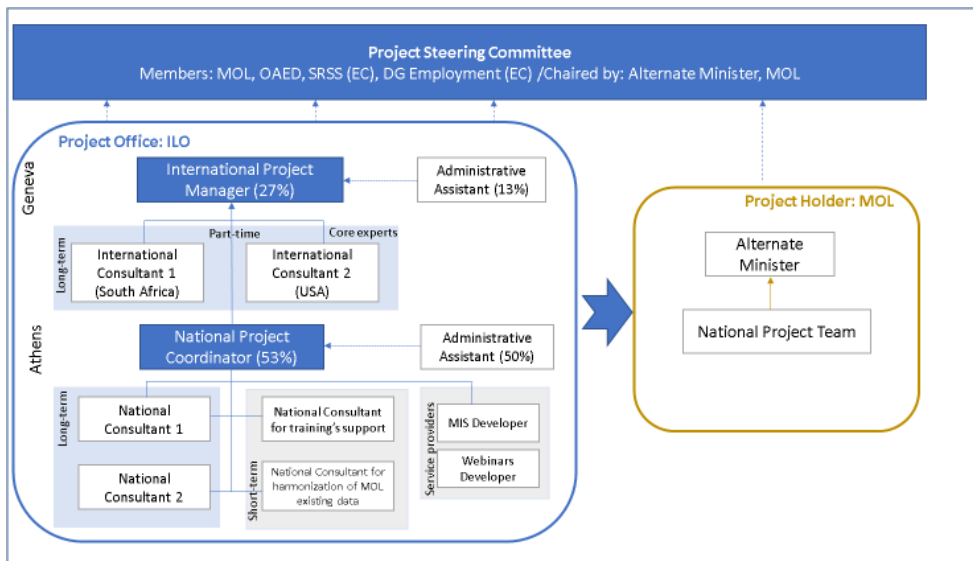 Project Steering Committee
Members: MOL, OAED, SRSS (EC), DG Employment (EC) /Chaired by: Alternate Minister, MOL
Project Office: ILO
Geneva
International Project
Manager (27%)
Administrative
Assistant (13%)
Part-time
Core experts
Long-term
International
Consultant 1
(South Africa)
International
Consultant 2
(USA)
Athens
National Project
Coordinator (53%)
Administrative
Assistant (50%)
Long-term
National
Consultant 1
National
Consultant 2
Short-term
National Consultant
for training's support
National Consultant for
harmonization of MOL
existing data
Service providers
MIS Developer
Webinars
Developer
Project Holder: MOL
Alternate
Minister
National Project Team